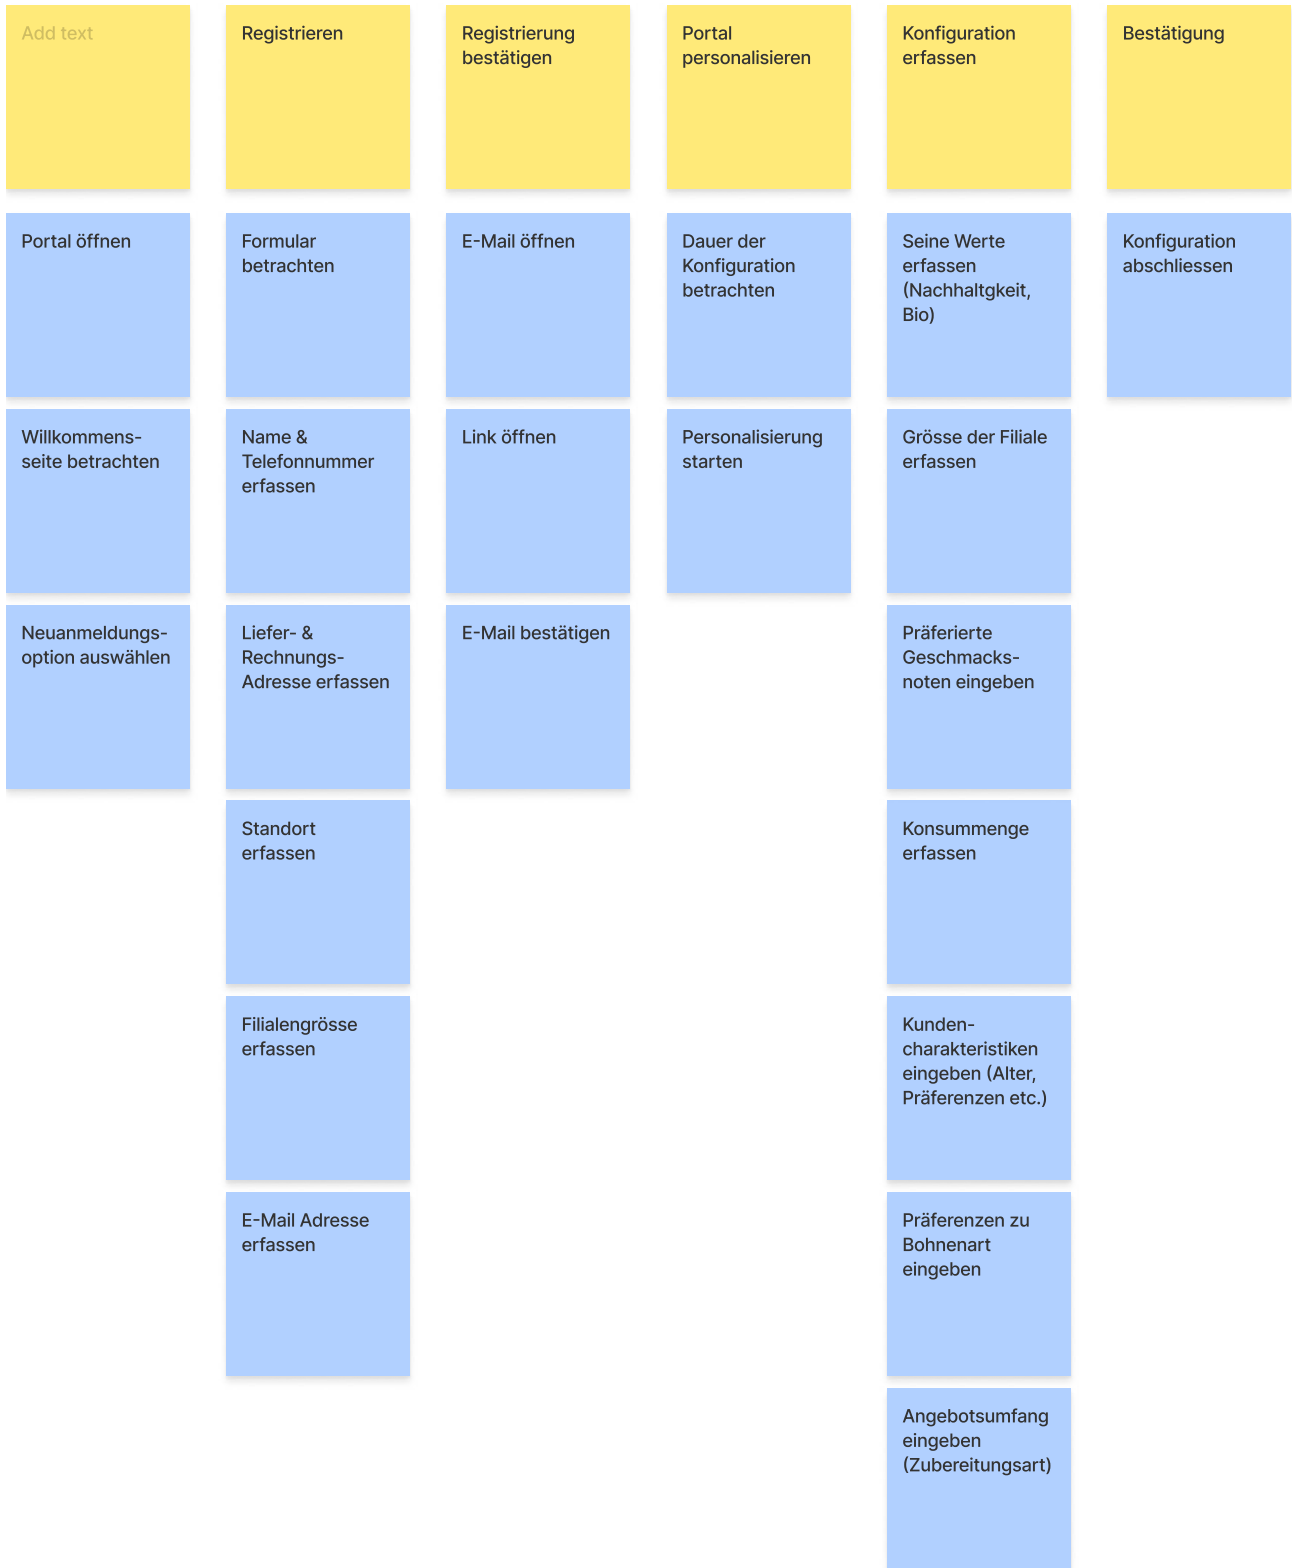 Add text
Registrieren
Registrierung
bestätigen
Portal
personalisieren
Konfiguration
erfassen
Bestätigung
Portal öffnen
Formular
betrachten
E-Mail öffnen
Dauer der
Konfiguration
betrachten
Seine Werte
erfassen
(Nachhaltgkeit,
Bio)
Konfiguration
abschliessen
Willkommens-
seite betrachten
Name &
Telefonnummer
erfassen
Link öffnen
Personalisierung
starten
Grösse der Filiale
erfassen
Neuanmeldungs-
option auswählen
Liefer- &
Rechnungs-
Adresse erfassen
E-Mail bestätigen
Präferierte
Geschmacks-
noten eingeben
Standort
erfassen
Konsummenge
erfassen
Filialengrösse
erfassen
Kunden-
charakteristiken
eingeben (Alter,
Präferenzen etc.)
E-Mail Adresse
erfassen
Präferenzen zu
Bohnenart
eingeben
Angebotsumfang
eingeben
(Zubereitungsart)